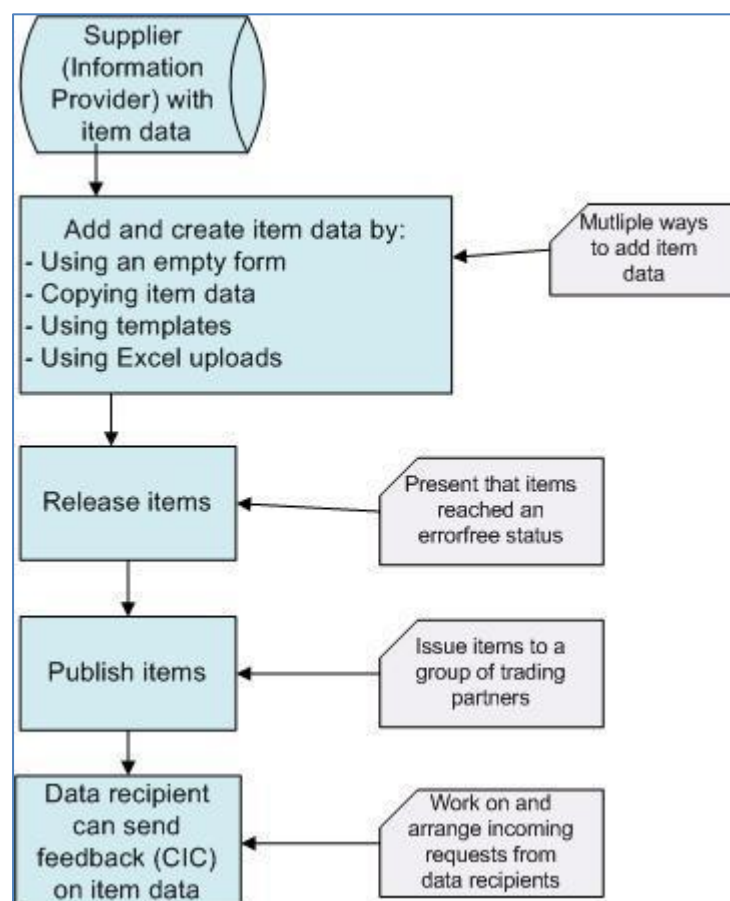 Supplier
(Information
Provider) with
item data
Add and create item data by:
- Using an empty form
- Copying item data
- Using templates
- Using Excel uploads
Mutliple ways
to add item
data
Release items
Present that items
reached an
errorfree status
Publish items
Issue items to a
group of trading
partners
Data recipient
can send
feedback (CIC)
on item data
Work on and
arrange incoming
requests from
data recipients